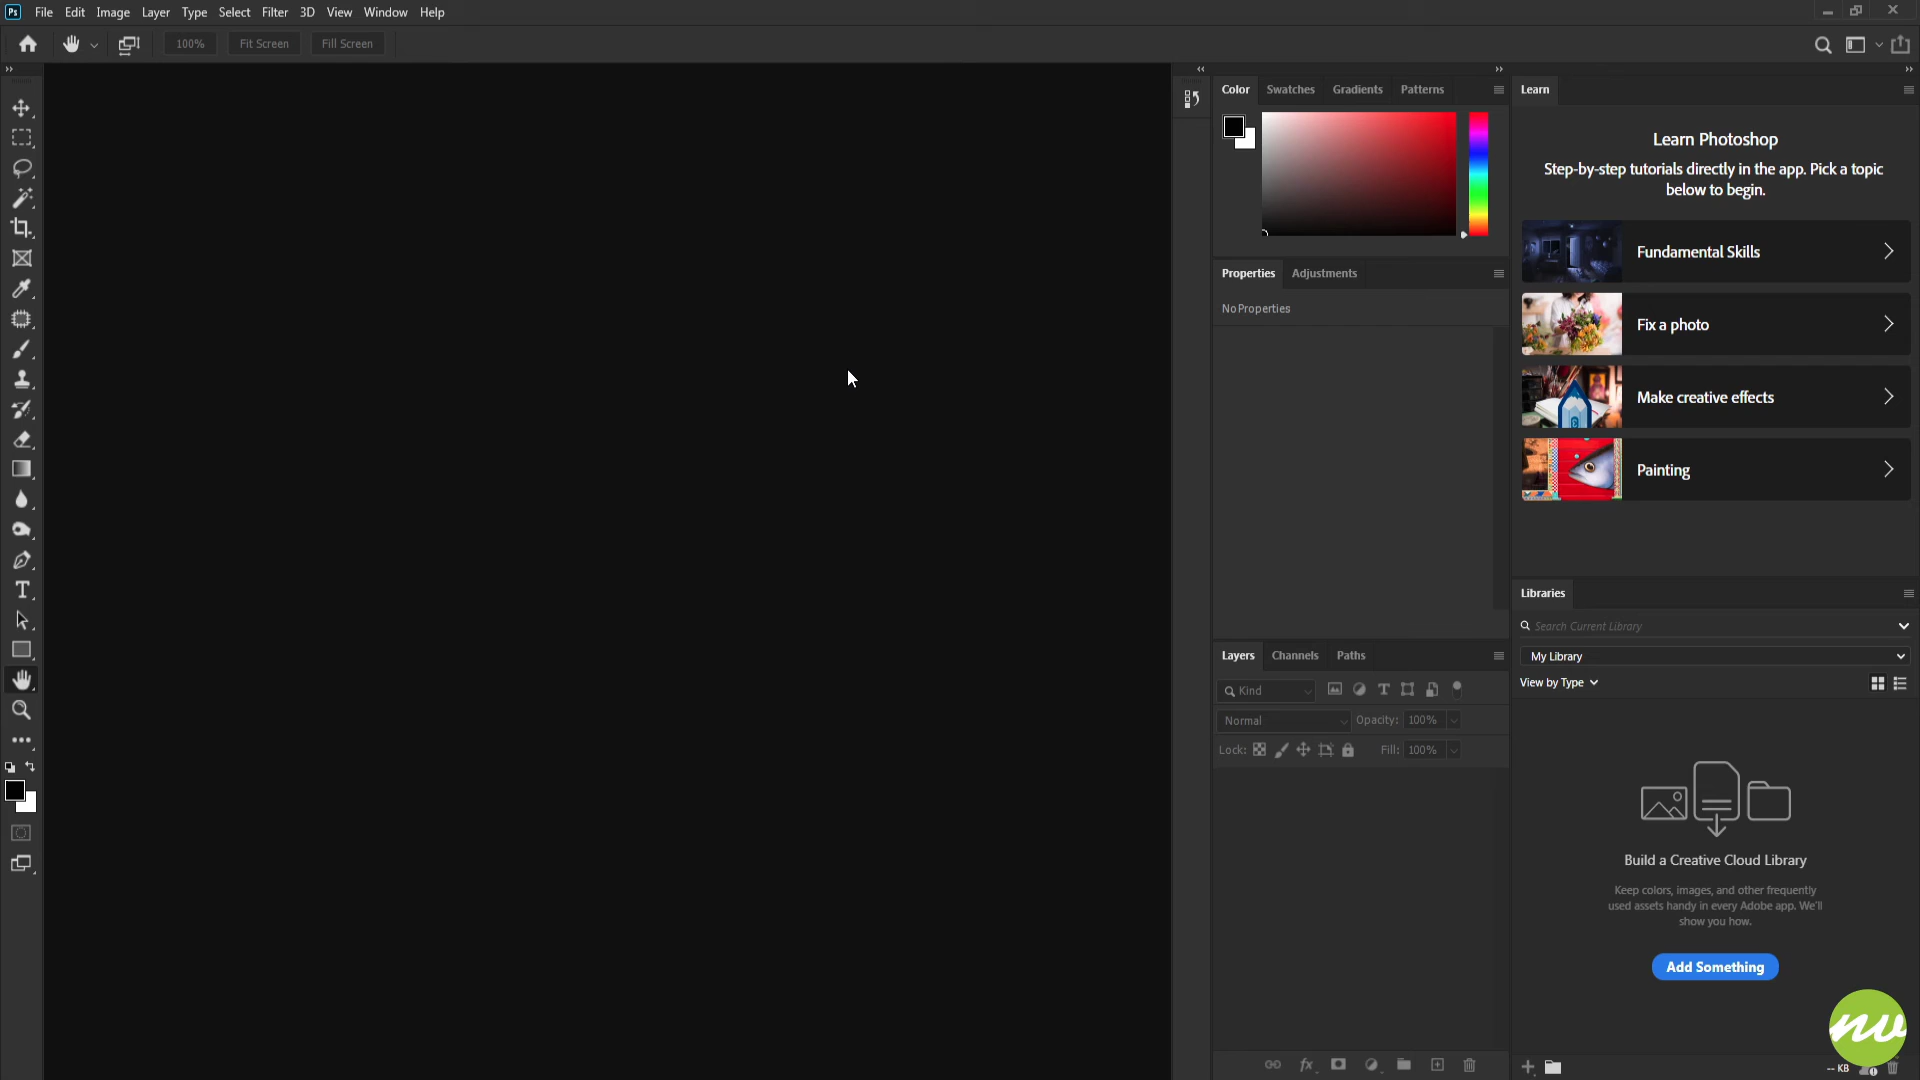 Ps File Edit Image Layer Type Select Filter 3D View Window Help
100% Fit Screen Fill Screen
Color Swatches Gradients Patterns
Properties Adjustments
No Properties
Layers Channels Paths
Kind
Normal Opacity: 100%
Lock: Fill: 100%
fx
Learn
Learn Photoshop
Step-by-step tutorials directly in the app. Pick a topic
below to begin.
Fundamental Skills
Fix a photo
Make creative effects
Painting
Libraries
Search Current Library
My Library
View by Type
Build a Creative Cloud Library
Keep colors, images, and other frequently
used assets handy in every Adobe app. We'll
show you how.
Add Something
nv
-- KB